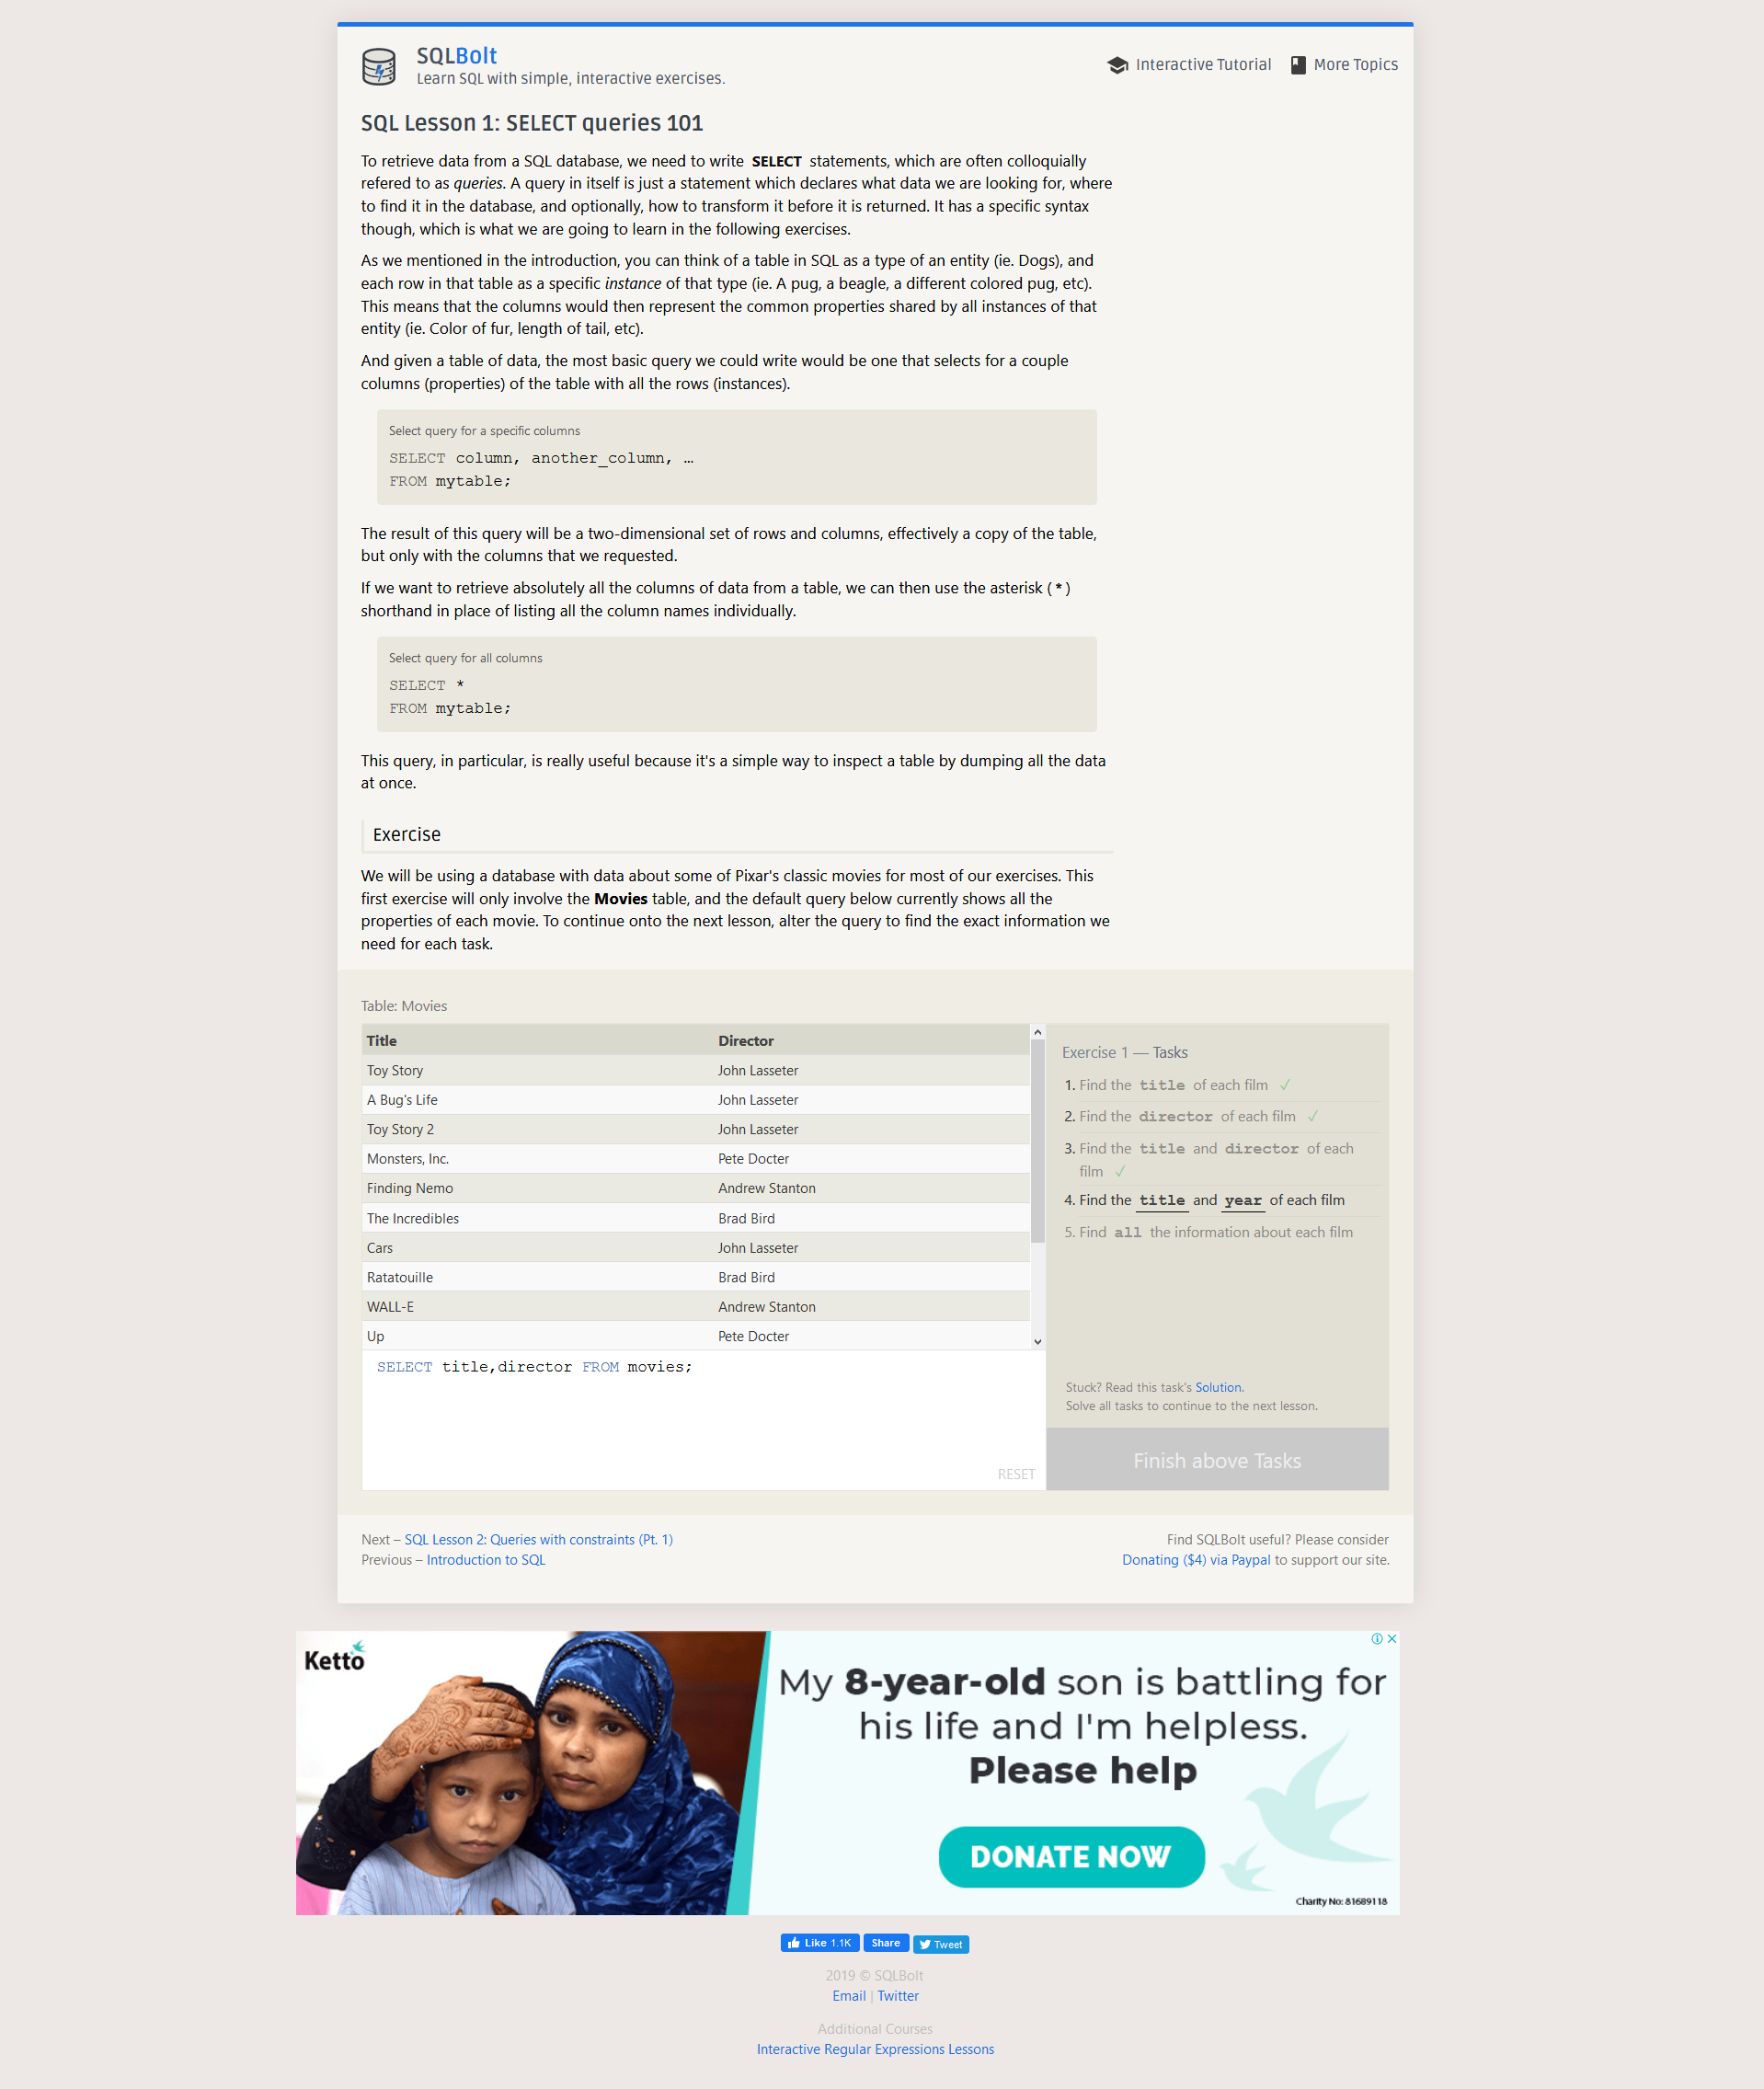 SQLBolt
Learn SQL with simple, interactive exercises.
Interactive Tutorial
More Topics
SQL Lesson 1: SELECT queries 101
To retrieve data from a SQL database, we need to write SELECT statements, which are often colloquially
refered to as queries. A query in itself is just a statement which declares what data we are looking for, where
to find it in the database, and optionally, how to transform it before it is returned. It has a specific syntax
though, which is what we are going to learn in the following exercises.
As we mentioned in the introduction, you can think of a table in SQL as a type of an entity (ie. Dogs), and
each row in that table as a specific instance of that type (ie. A pug, a beagle, a different colored pug, etc).
This means that the columns would then represent the common properties shared by all instances of that
entity (ie. Color of fur, length of tail, etc).
And given a table of data, the most basic query we could write would be one that selects for a couple
columns (properties) of the table with all the rows (instances).
Select query for a specific columns
SELECT column, another_column, …
FROM mytable;
The result of this query will be a two-dimensional set of rows and columns, effectively a copy of the table,
but only with the columns that we requested.
If we want to retrieve absolutely all the columns of data from a table, we can then use the asterisk (*)
shorthand in place of listing all the column names individually.
Select query for all columns
SELECT *
FROM mytable;
This query, in particular, is really useful because it's a simple way to inspect a table by dumping all the data
at once.
Exercise
We will be using a database with data about some of Pixar's classic movies for most of our exercises. This
first exercise will only involve the Movies table, and the default query below currently shows all the
properties of each movie. To continue onto the next lesson, alter the query to find the exact information we
need for each task.
Table: Movies
Title Director
Toy Story John Lasseter
A Bug's Life John Lasseter
Toy Story 2 John Lasseter
Monsters, Inc. Pete Docter
Finding Nemo Andrew Stanton
The Incredibles Brad Bird
Cars John Lasseter
Ratatouille Brad Bird
WALL-E Andrew Stanton
Up Pete Docter
SELECT title,director FROM movies;
RESET
Exercise 1 — Tasks
1. Find the title of each film ✓
2. Find the director of each film ✓
3. Find the title and director of each
film ✓
4. Find the title and year of each film
5. Find all the information about each film
Stuck? Read this task's Solution.
Solve all tasks to continue to the next lesson.
Finish above Tasks
Next – SQL Lesson 2: Queries with constraints (Pt. 1)
Previous – Introduction to SQL
Find SQLBolt useful? Please consider
Donating ($4) via Paypal to support our site.
Ketto
My 8-year-old son is battling for
his life and I'm helpless.
Please help
DONATE NOW
Charity No: 81689118
Like 1.1K
Share
Tweet
2019 © SQLBolt
Email | Twitter
Additional Courses
Interactive Regular Expressions Lessons